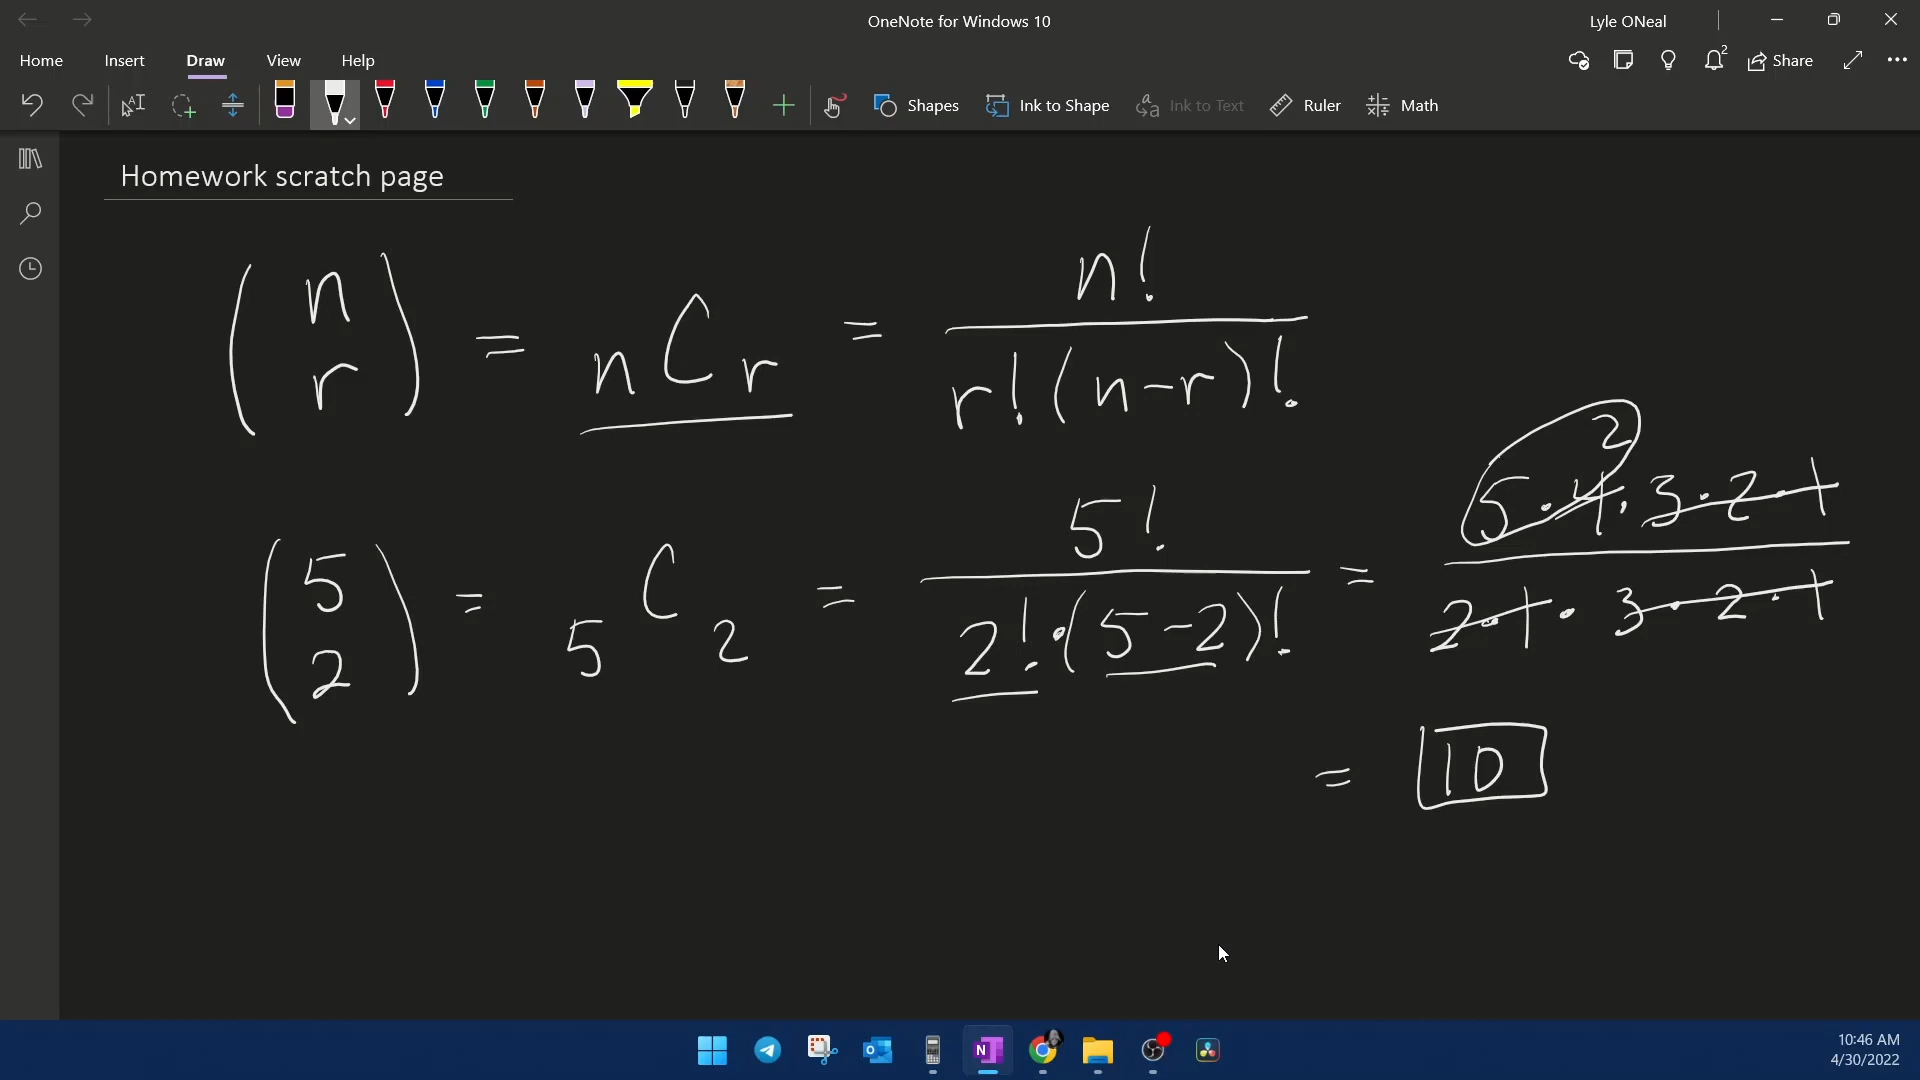 OneNote for Windows 10
Lyle ONeal
Home Insert Draw View Help
2
Share
Shapes Ink to Shape Ink to Text Ruler Math
Homework scratch page
(n r) = nCr = n! / r!(n-r)!
2
(5 2) = 5C2 = 5! / 2!·(5-2)! = 5·4·3·2·1 / 2·1·3·2·1
= 10
10:46 AM
4/30/2022